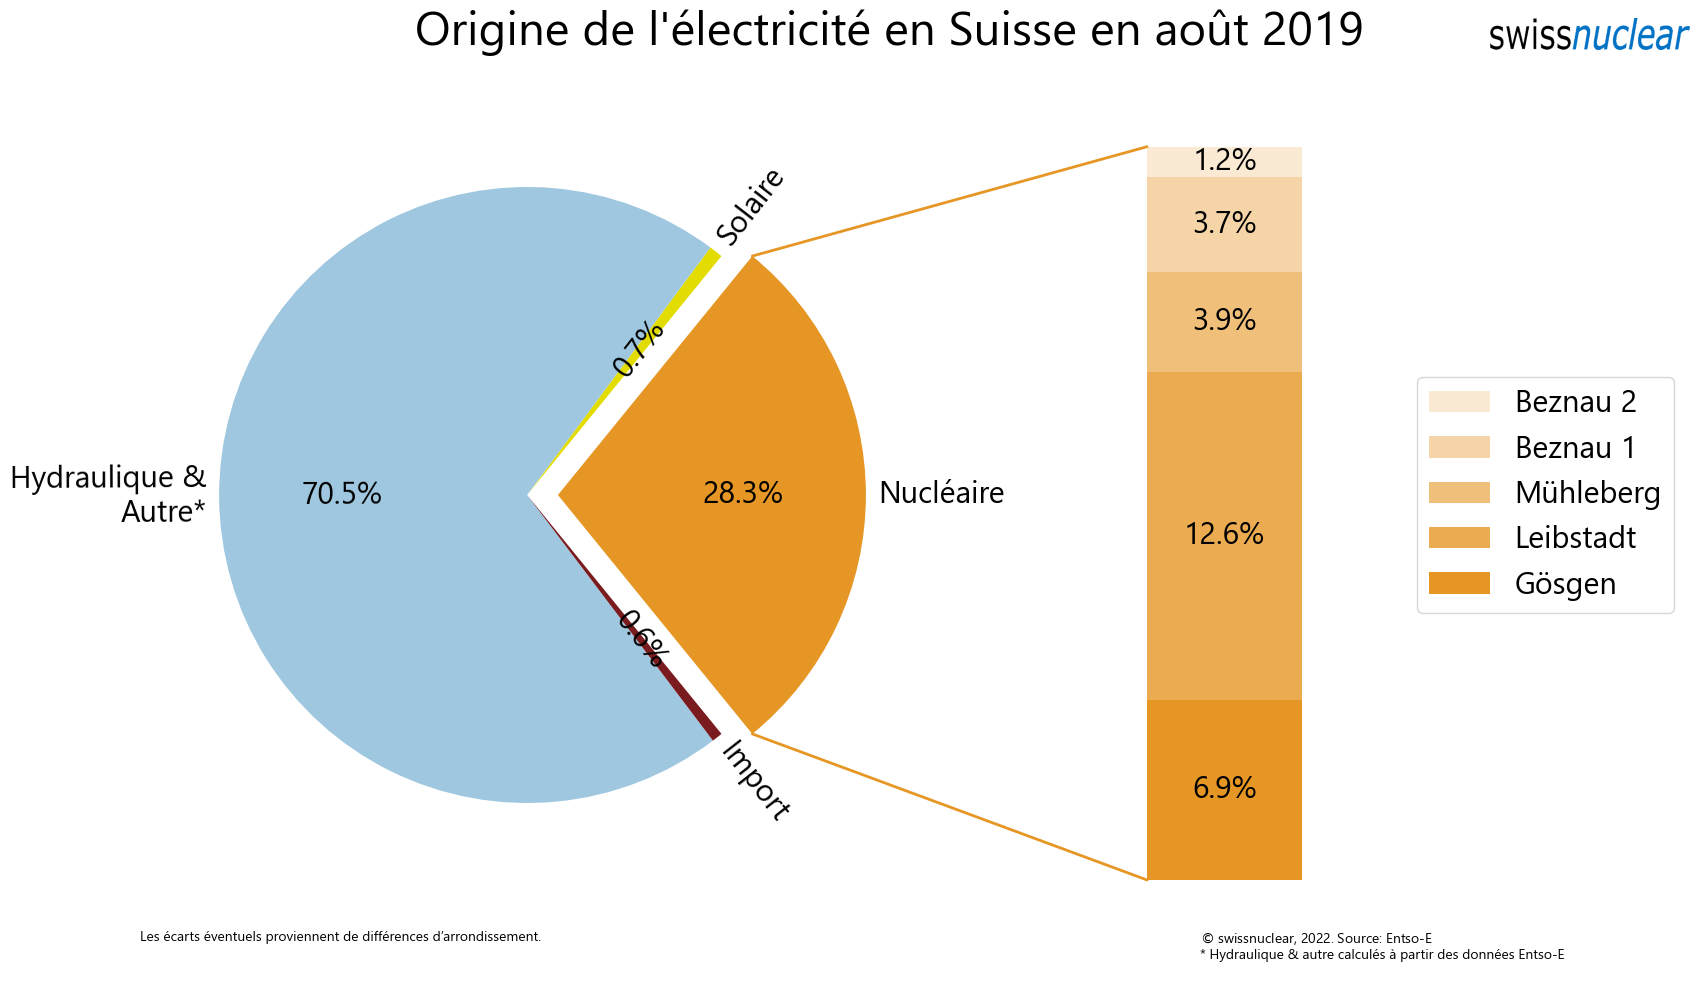 Origine de l'électricité en Suisse en août 2019
swissnuclear
Solaire
0.7%
Hydraulique &
Autre*
70.5%
28.3%
Nucléaire
0.6%
Import
1.2%
3.7%
3.9%
12.6%
6.9%
Beznau 2
Beznau 1
Mühleberg
Leibstadt
Gösgen
Les écarts éventuels proviennent de différences d’arrondissement.
© swissnuclear, 2022. Source: Entso-E
* Hydraulique & autre calculés à partir des données Entso-E